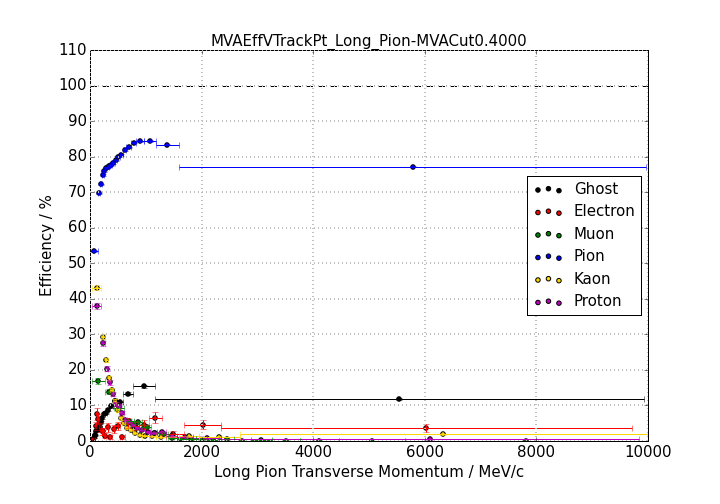 MVAEffVTrackPt_Long_Pion-MVACut0.4000
110
100
90
80
70
60
50
40
30
20
10
0
Efficiency / %
Ghost
Electron
Muon
Pion
Kaon
Proton
0 2000 4000 6000 8000 10000
Long Pion Transverse Momentum / MeV/c